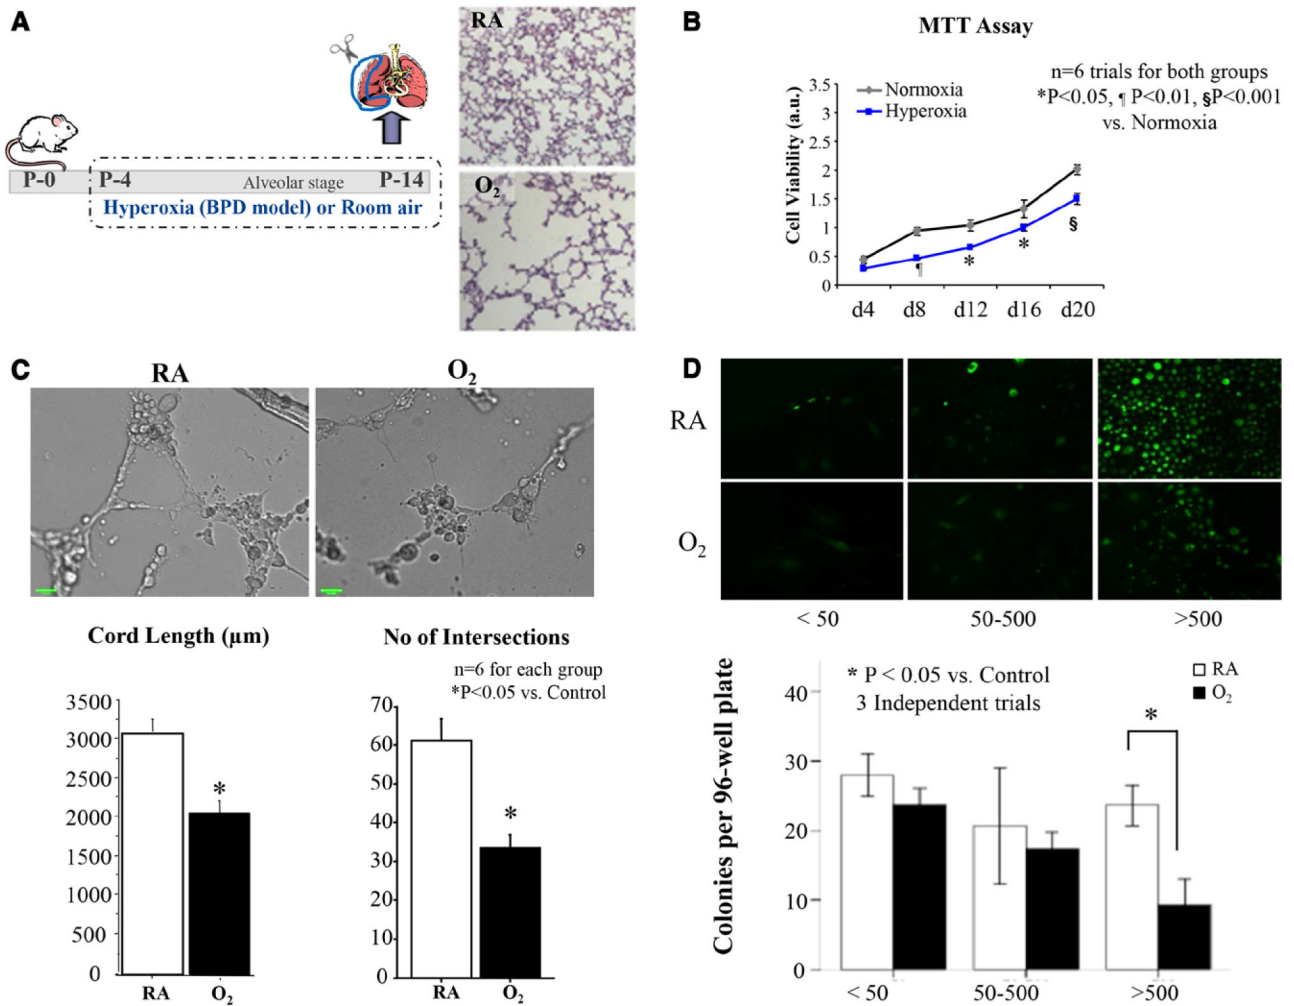 A
P-0
P-4
Alveolar stage
P-14
Hyperoxia (BPD model) or Room air
RA
O₂
B
MTT Assay
n=6 trials for both groups
*P<0.05, ¶ P<0.01, §P<0.001
vs. Normoxia
Normoxia
Hyperoxia
Cell Viability (a.u.)
3.5
3
2.5
2
1.5
1
0.5
0
¶
*
*
§
d4 d8 d12 d16 d20
C
RA
O₂
Cord Length (µm)
3500
3000
2500
2000
1500
1000
500
0
*
RA O₂
No of Intersections
n=6 for each group
*P<0.05 vs. Control
70
60
50
40
30
20
10
0
*
RA O₂
D
RA
O₂
< 50 50-500 >500
* P < 0.05 vs. Control
3 Independent trials
RA
O₂
Colonies per 96-well plate
40
30
20
10
0
*
< 50 50-500 >500